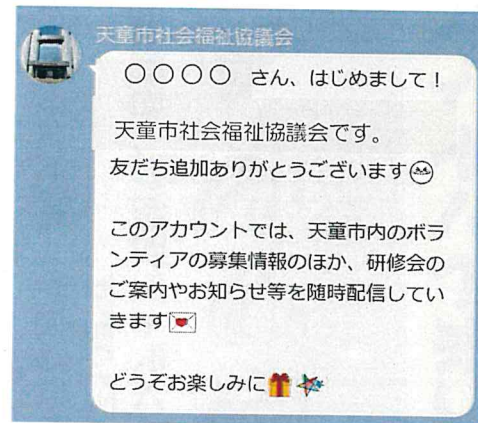 天童市社会福祉協議会
〇〇〇〇 さん、はじめまして！
天童市社会福祉協議会です。
友だち追加ありがとうございます
このアカウントでは、天童市内のボラ
ンティアの募集情報のほか、研修会の
ご案内やお知らせ等を随時配信してい
きます💌
どうぞお楽しみに🎁